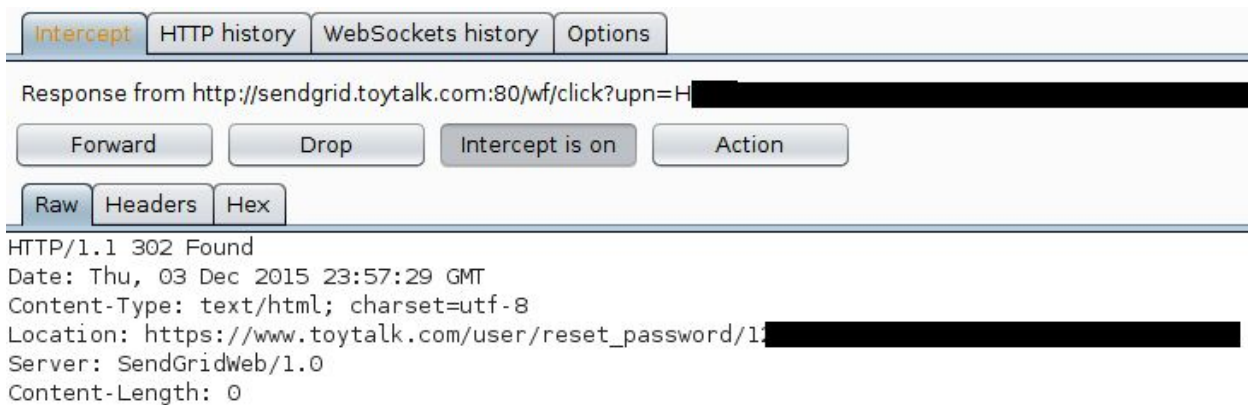 Intercept HTTP history WebSockets history Options
Response from http://sendgrid.toytalk.com:80/wf/click?upn=H
Forward Drop Intercept is on Action
Raw Headers Hex
HTTP/1.1 302 Found
Date: Thu, 03 Dec 2015 23:57:29 GMT
Content-Type: text/html; charset=utf-8
Location: https://www.toytalk.com/user/reset_password/12
Server: SendGridWeb/1.0
Content-Length: 0